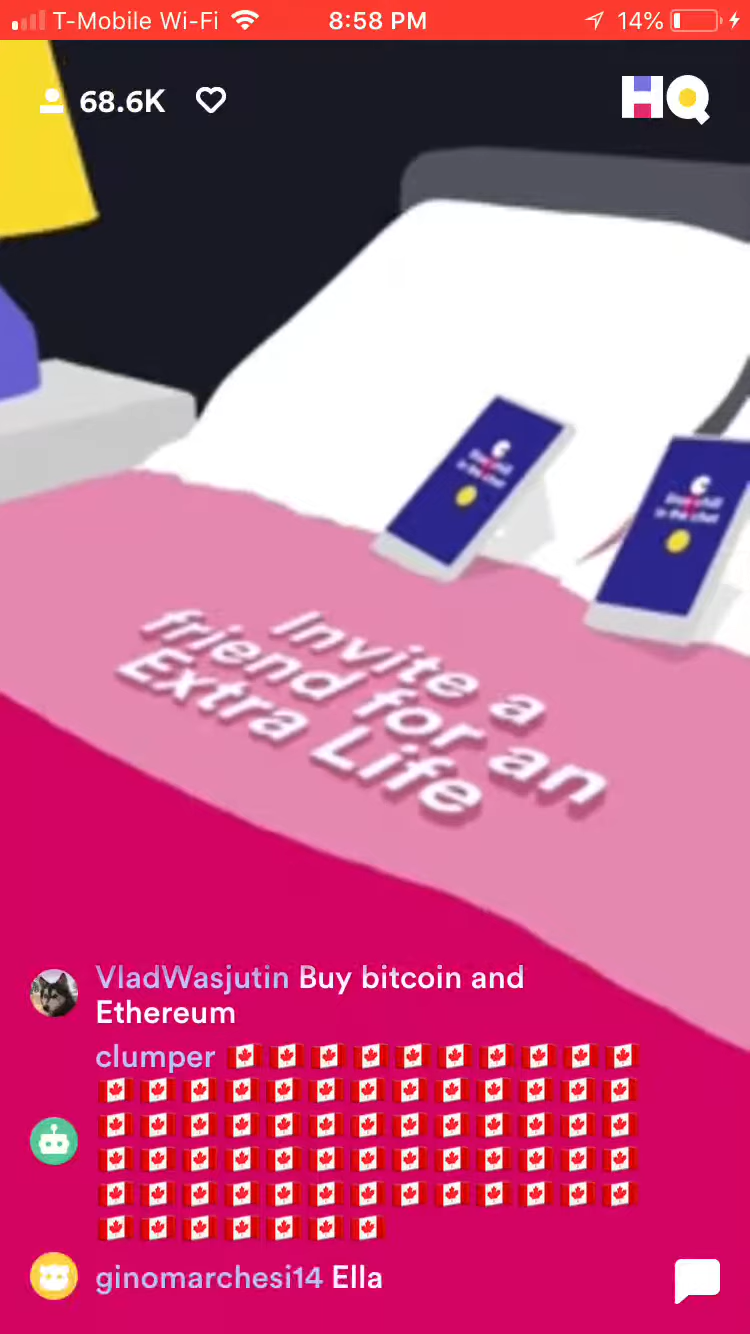 T-Mobile Wi-Fi 8:58 PM 14%
68.6K HQ
Invite a
friend for an
Extra Life
VladWasjutin Buy bitcoin and
Ethereum
clumper 🇨🇦🇨🇦🇨🇦🇨🇦🇨🇦🇨🇦🇨🇦🇨🇦🇨🇦🇨🇦
🇨🇦🇨🇦🇨🇦🇨🇦🇨🇦🇨🇦🇨🇦🇨🇦🇨🇦🇨🇦🇨🇦🇨🇦🇨🇦
🇨🇦🇨🇦🇨🇦🇨🇦🇨🇦🇨🇦🇨🇦🇨🇦🇨🇦🇨🇦🇨🇦🇨🇦🇨🇦
🇨🇦🇨🇦🇨🇦🇨🇦🇨🇦🇨🇦🇨🇦🇨🇦🇨🇦🇨🇦🇨🇦🇨🇦🇨🇦
🇨🇦🇨🇦🇨🇦🇨🇦🇨🇦🇨🇦🇨🇦🇨🇦🇨🇦🇨🇦🇨🇦🇨🇦🇨🇦
🇨🇦🇨🇦🇨🇦🇨🇦🇨🇦🇨🇦🇨🇦
ginomarchesi14 Ella